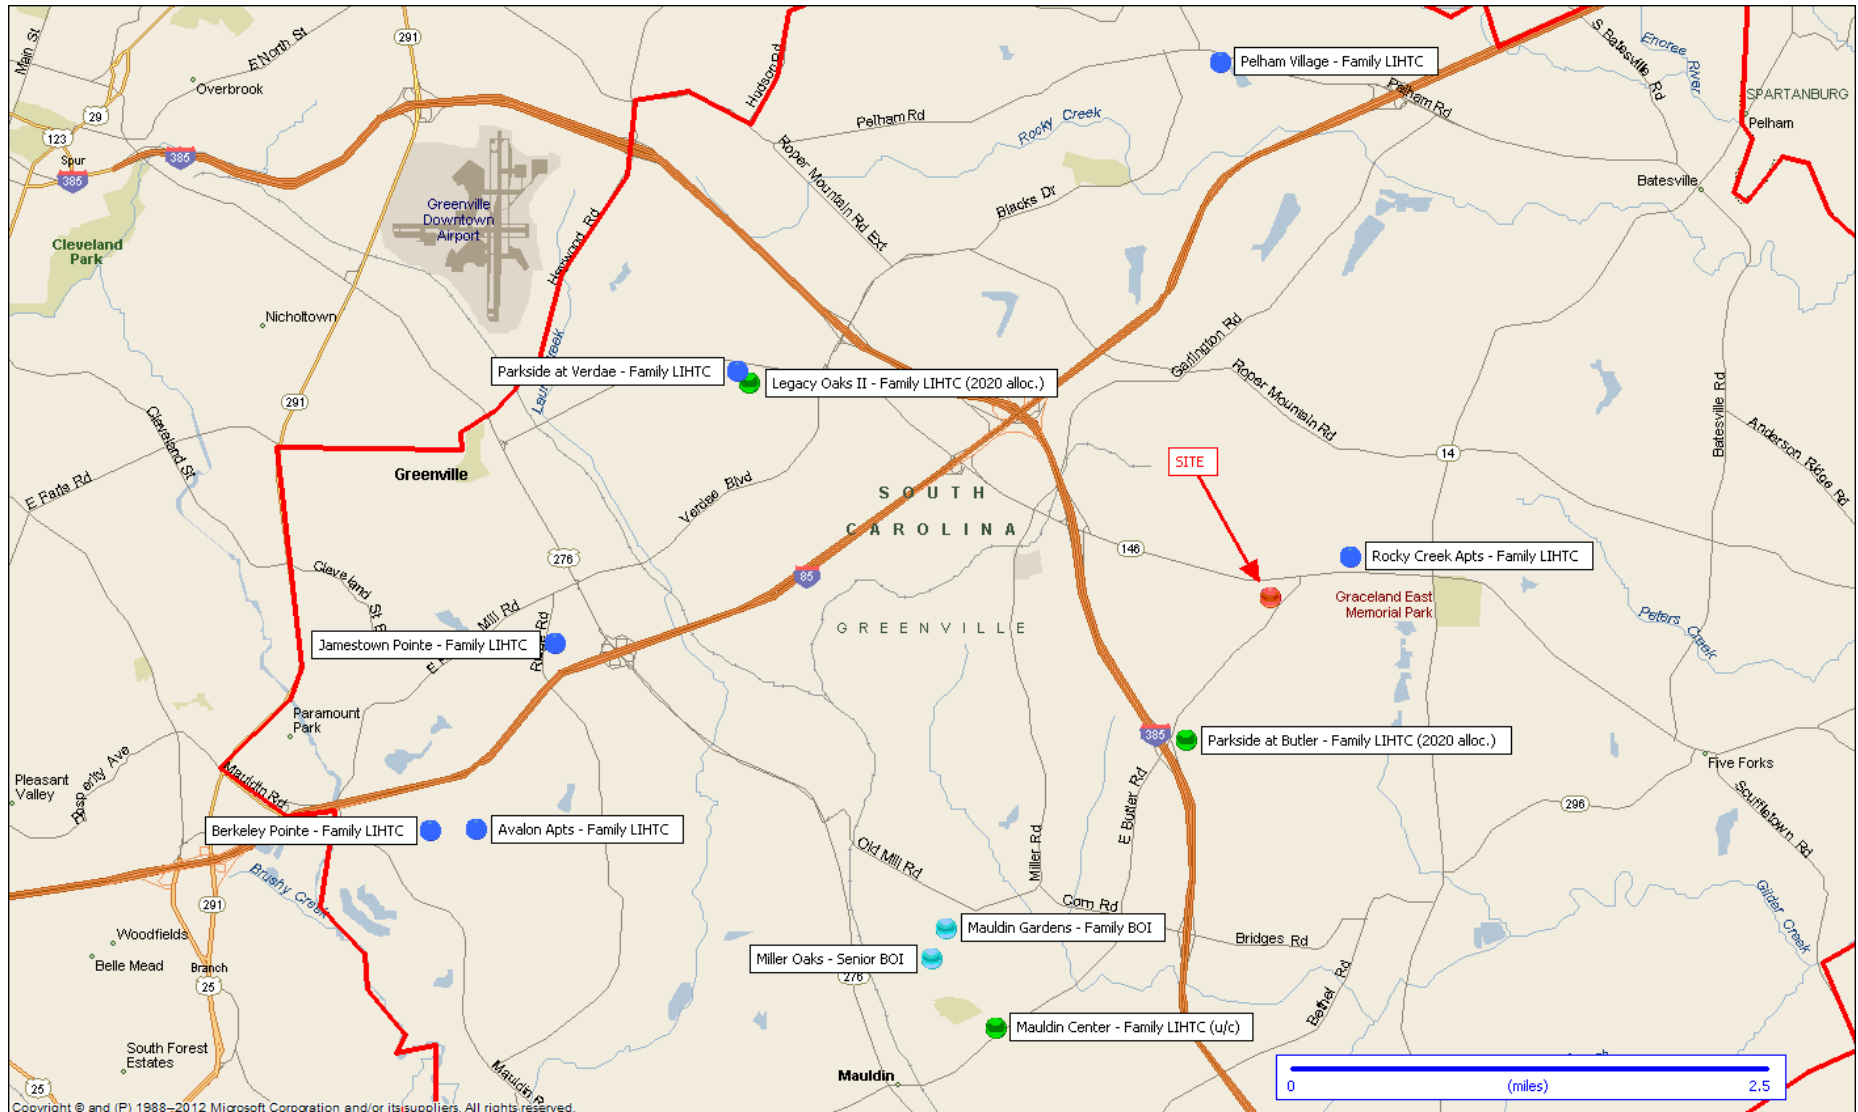 Main St
E North St
291
Overbrook
29
123
Spur
385
385
Hudson Rd
Pelham Village - Family LIHTC
S Batesville Rd
Enoree
River
SPARTANBURG
Pelham
Pelham Rd
Pelham Rd
Rocky Creek
Roper Mountain Rd Ext
Blacks Dr
Batesville
Greenville
Downtown
Airport
Haywood Rd
Cleveland
Park
Nicholtown
Parkside at Verdae - Family LIHTC
Legacy Oaks II - Family LIHTC (2020 alloc.)
Garlington Rd
Roper Mountain Rd
Batesville Rd
Anderson Ridge Rd
291
Cleveland St
E Faris Rd
Greenville
Verdae Blvd
SOUTH
CAROLINA
SITE
14
146
276
85
Rocky Creek Apts - Family LIHTC
Graceland East
Memorial Park
Peters Creek
GREENVILLE
Cleveland St E
Mill Rd
Jamestown Pointe - Family LIHTC
Paramount
Park
385
Parkside at Butler - Family LIHTC (2020 alloc.)
Five Forks
Scuffletown Rd
296
Pleasant
Valley
Prosperity Ave
Mauldin Rd
Berkeley Pointe - Family LIHTC
Avalon Apts - Family LIHTC
Brushy Creek
Old Mill Rd
Miller Rd
E Butler Rd
Corn Rd
Gilder Creek
291
Woodfields
Belle Mead
Branch
25
Mauldin Gardens - Family BOI
Miller Oaks - Senior BOI
276
Bridges Rd
Bethel Rd
Mauldin Center - Family LIHTC (u/c)
South Forest
Estates
25
Mauldin
Mauldin
0
(miles)
2.5
Copyright © and (P) 1988–2012 Microsoft Corporation and/or its suppliers. All rights reserved.